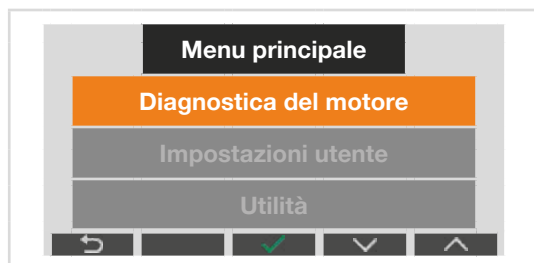 Menu principale
Diagnostica del motore
Impostazioni utente
Utilità